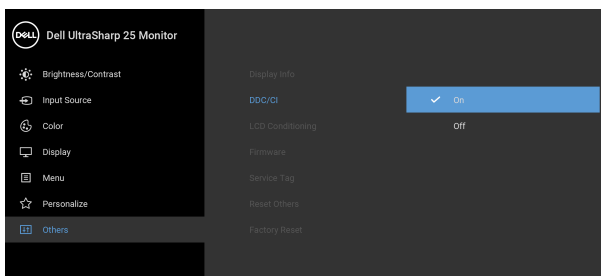 DELL
Dell UltraSharp 25 Monitor
Brightness/Contrast
Input Source
Color
Display
Menu
Personalize
Others
Display Info
DDC/CI
LCD Conditioning
Firmware
Service Tag
Reset Others
Factory Reset
On
Off